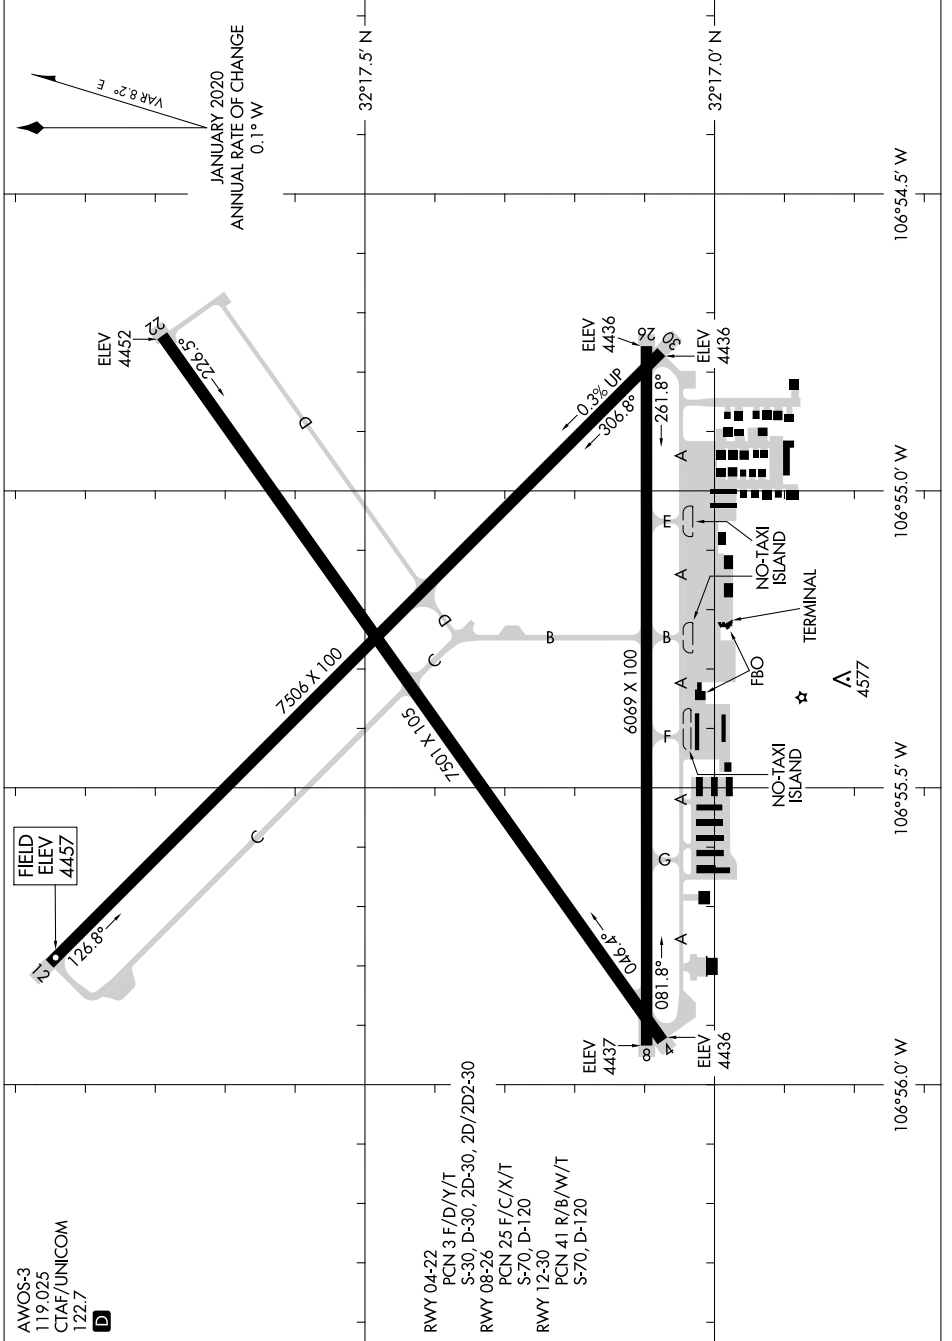 AWOS-3
119.025
CTAF/UNICOM
122.7
D
JANUARY 2020
ANNUAL RATE OF CHANGE
0.1° W
VAR 8.2° E
FIELD
ELEV
4457
12
126.8°
ELEV
4452
22
226.5°
D
C
7506 X 100
7501 X 105
C
D
B
0.3% UP
306.8°
ELEV
4436
26
30
ELEV
4436
261.8°
6069 X 100
046.4°
081.8°
ELEV
4437
8
4
ELEV
4436
A
G
A
F
A
B
A
E
A
NO-TAXI
ISLAND
NO-TAXI
ISLAND
TERMINAL
FBO
4577
32°17.5' N
32°17.0' N
106°56.0' W
106°55.5' W
106°55.0' W
106°54.5' W
RWY 04-22
PCN 3 F/D/Y/T
S-30, D-30, 2D-30, 2D/2D2-30
RWY 08-26
PCN 25 F/C/X/T
S-70, D-120
RWY 12-30
PCN 41 R/B/W/T
S-70, D-120